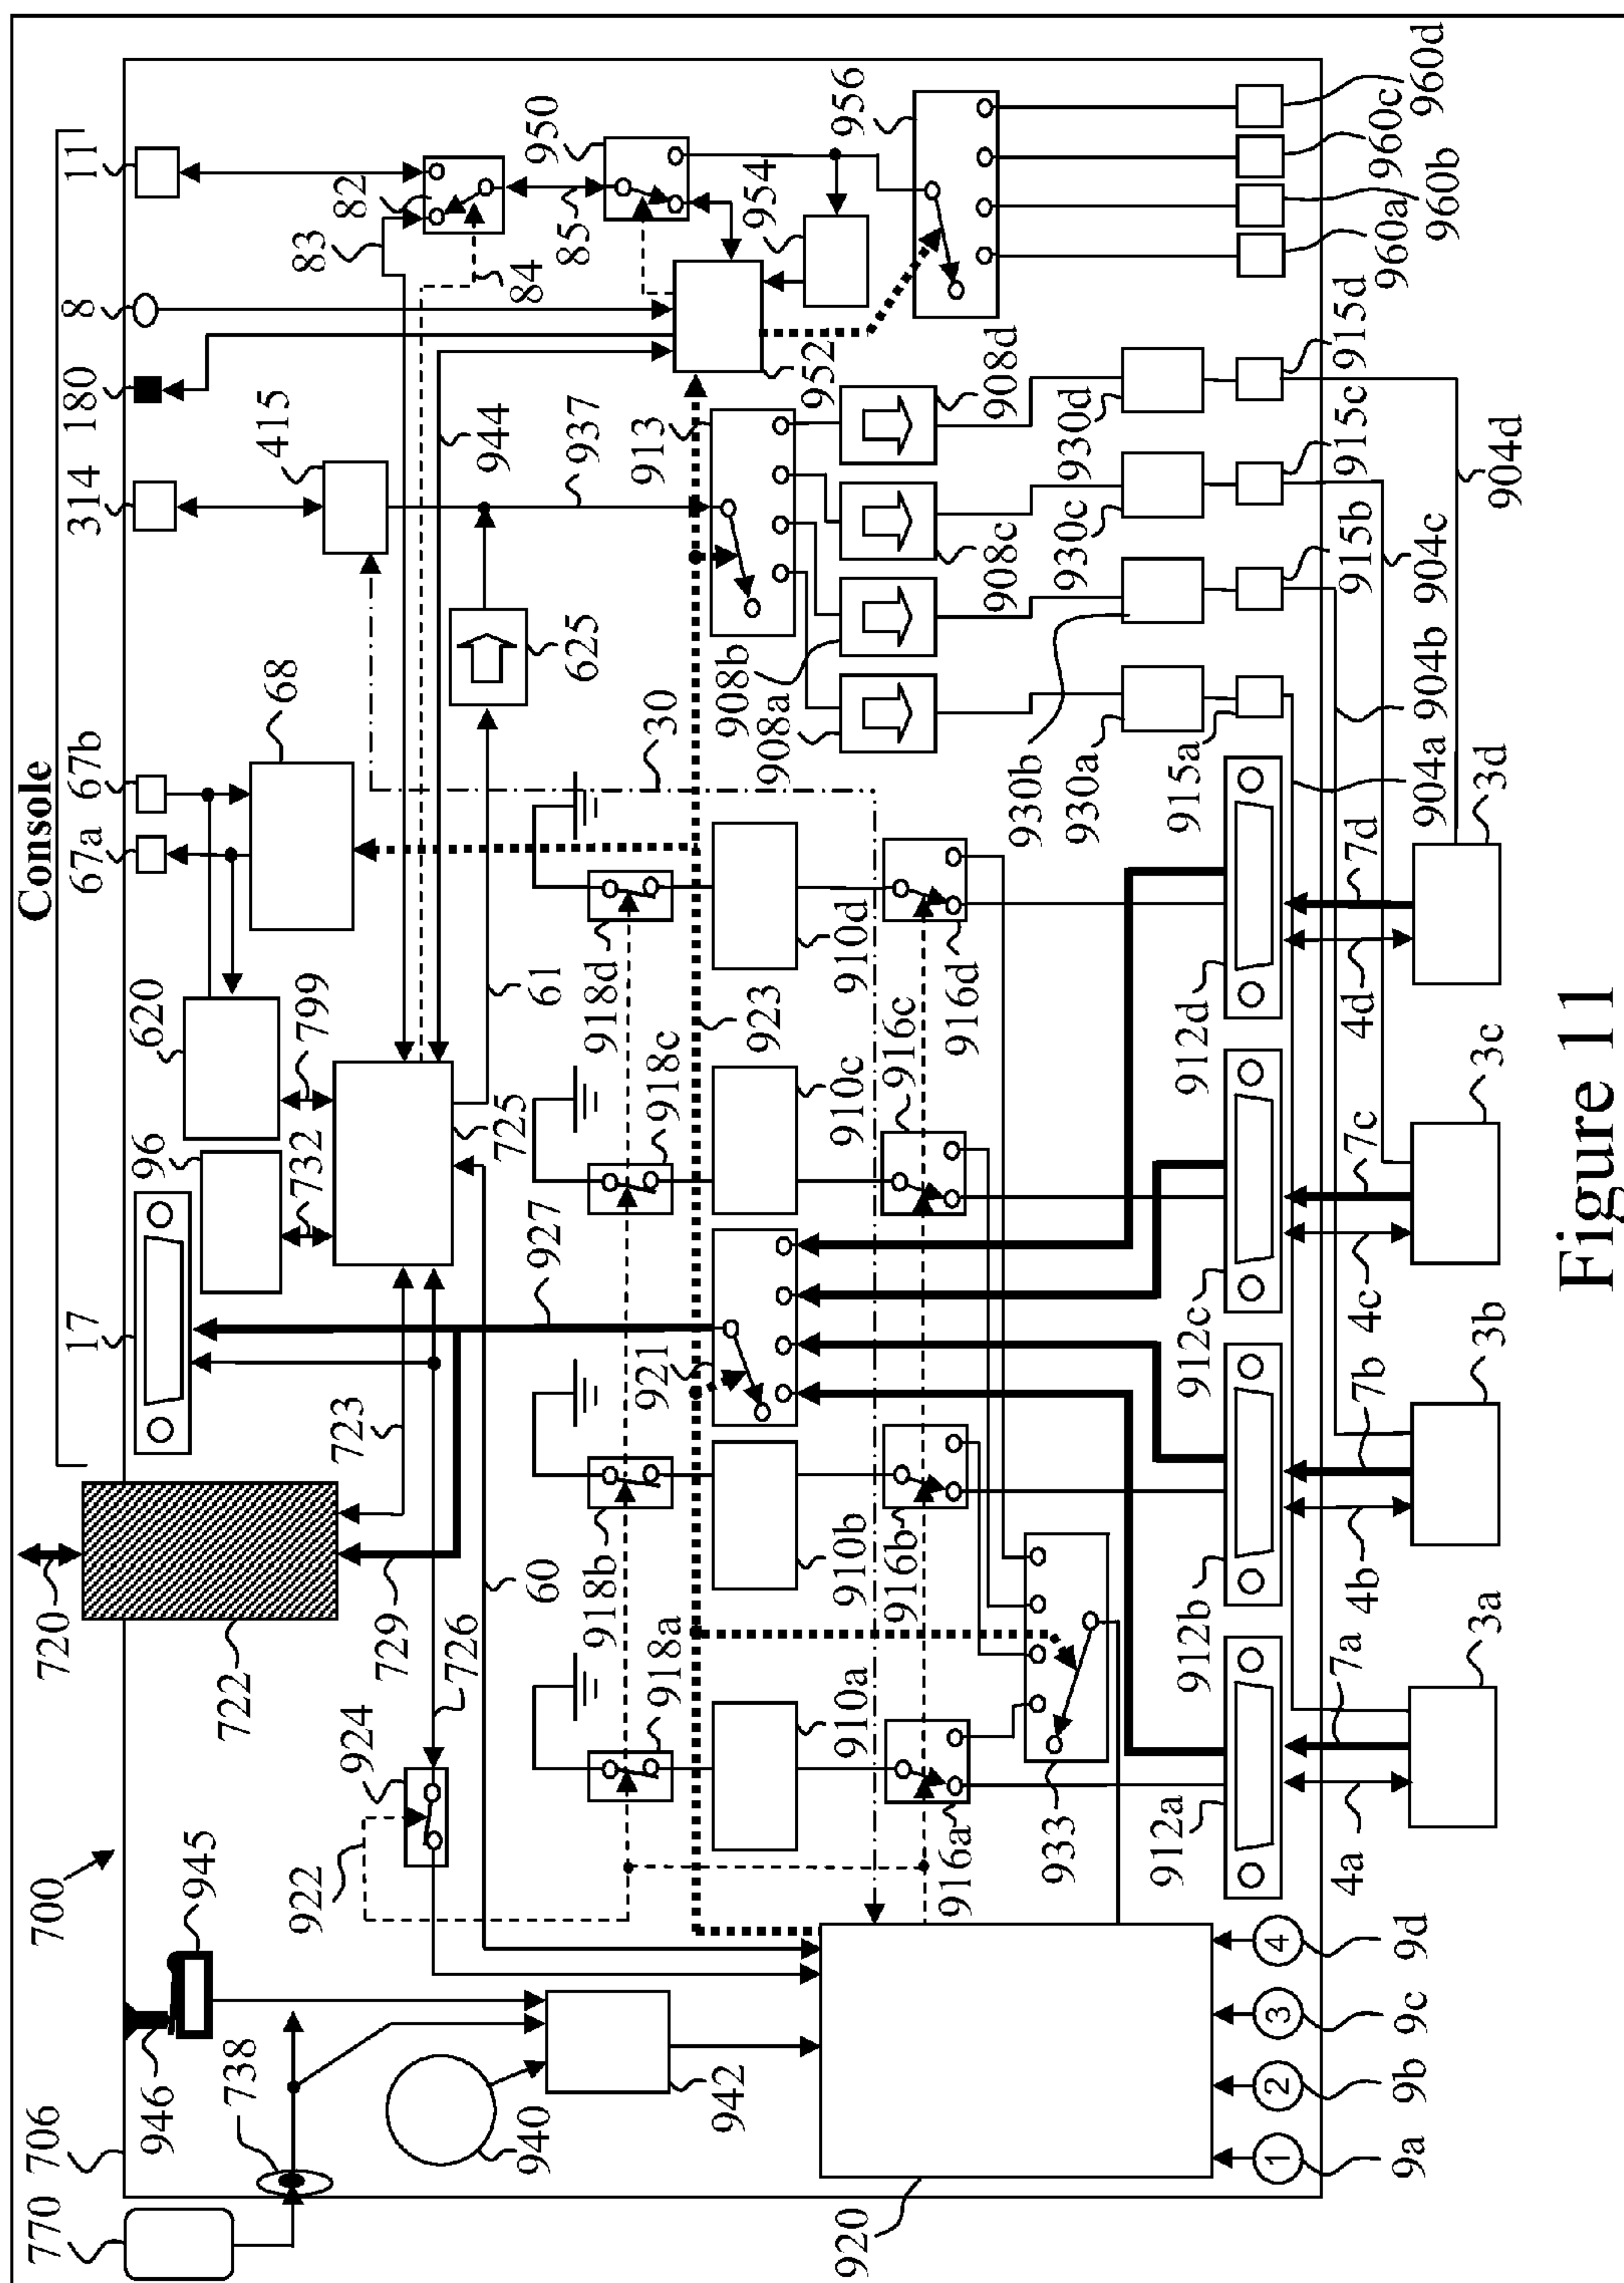 Console
17
67a
67b
314
180
8
11
720
722
729
723
96
732
620
799
68
415
83
82
84
85
950
954
956
700
706
770
946
945
738
940
942
922
924
726
60
927
725
61
625
30
944
937
913
952
918a
918b
918c
918d
921
923
910a
910b
910c
910d
908a
908b
908c
908d
916a
916b
916c
916d
933
930a
930b
930c
930d
915a
915b
915c
915d
960a
960b
960c
960d
912a
912b
912c
912d
904a
904b
904c
904d
920
1
2
3
4
9a
9b
9c
9d
4a
7a
4b
7b
4c
7c
4d
7d
3a
3b
3c
3d
Figure 11